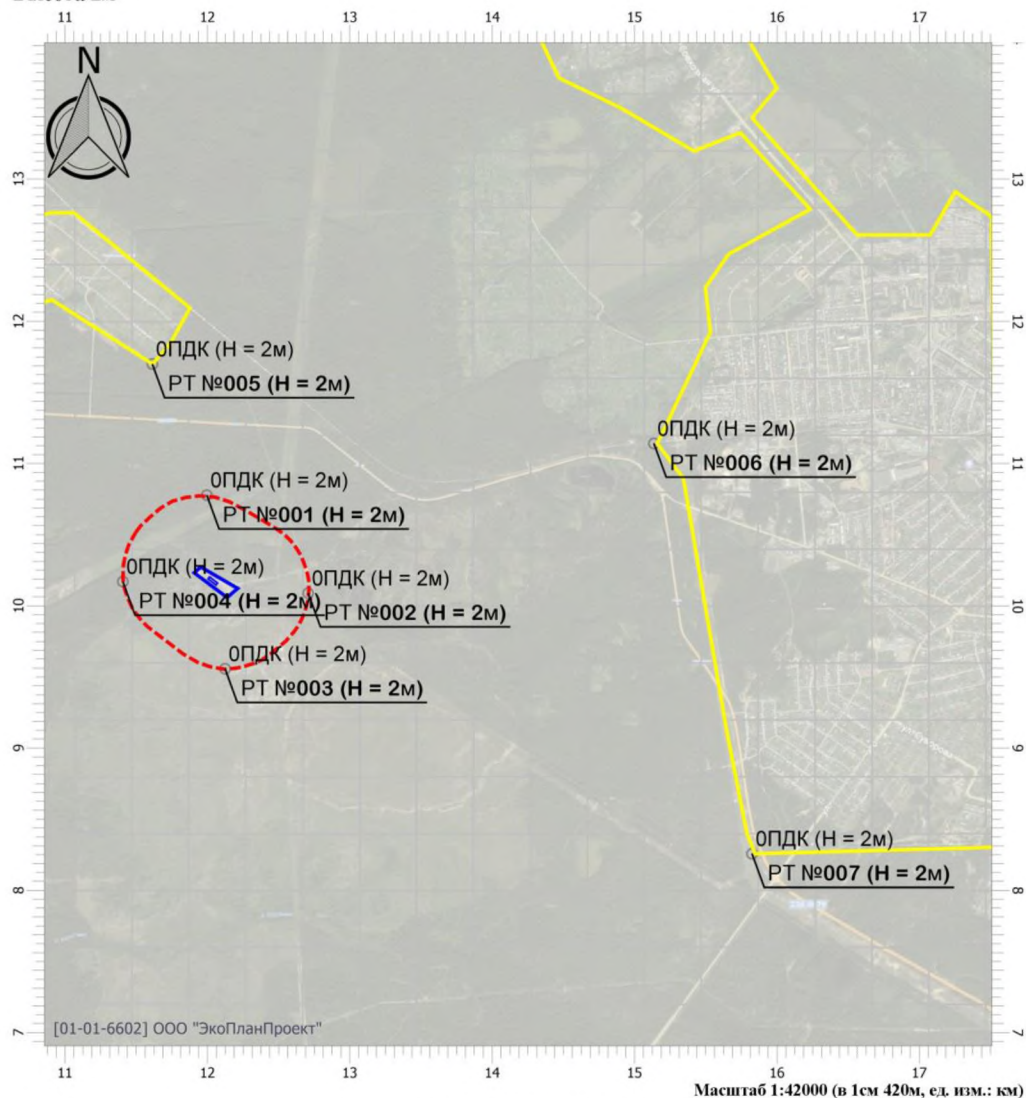 11 12 13 14 15 16 17
N
13 13
12 12
0ПДК (Н = 2м)
РТ №005 (Н = 2м)
0ПДК (Н = 2м)
РТ №006 (Н = 2м)
11 11
0ПДК (Н = 2м)
РТ №001 (Н = 2м)
0ПДК (Н = 2м)
РТ №004 (Н = 2м)
0ПДК (Н = 2м)
РТ №002 (Н = 2м)
10 10
0ПДК (Н = 2м)
РТ №003 (Н = 2м)
9 9
0ПДК (Н = 2м)
РТ №007 (Н = 2м)
8 8
[01-01-6602] ООО "ЭкоПланПроект"
7 7
11 12 13 14 15 16 17
Масштаб 1:42000 (в 1см 420м, ед. изм.: км)